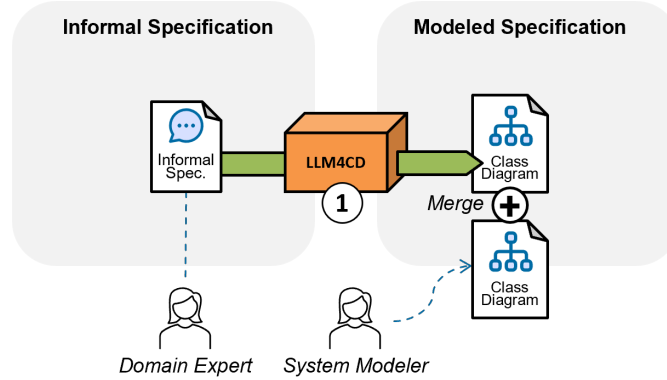 Informal Specification
Modeled Specification
Informal
Spec.
LLM4CD
1
Class
Diagram
Merge
Class
Diagram
Domain Expert
System Modeler